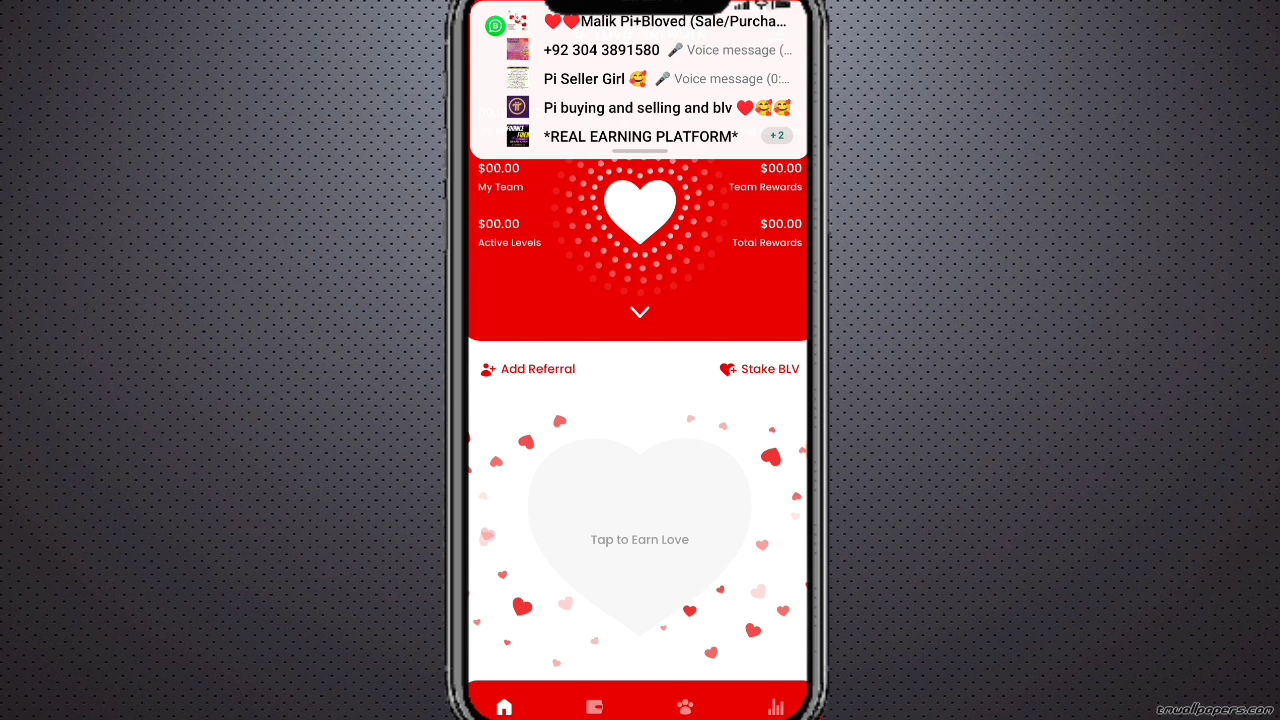 ❤️❤️Malik Pi+Bloved (Sale/Purcha...
+92 304 3891580 🎤 Voice message (...
Pi Seller Girl 🥰 🎤 Voice message (0:...
Pi buying and selling and blv ❤️🥰🥰
*REAL EARNING PLATFORM* +2
$00.00 $00.00
My Team Team Rewards
$00.00 $00.00
Active Levels Total Rewards
Add Referral Stake BLV
Tap to Earn Love
tnwallpapers.com